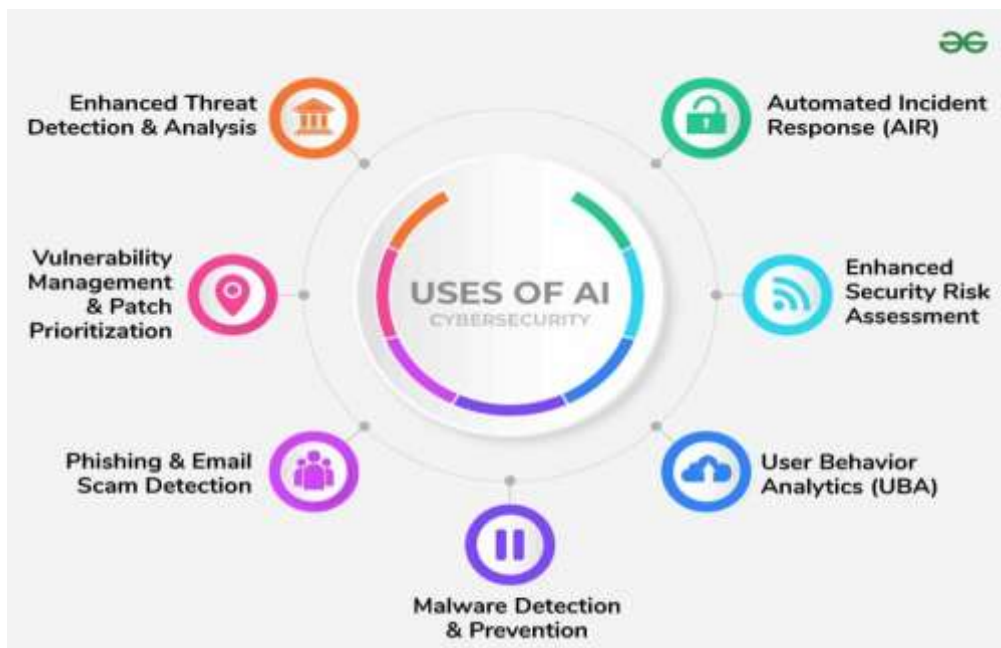 Enhanced Threat
Detection & Analysis
Automated Incident
Response (AIR)
Vulnerability
Management
& Patch
Prioritization
USES OF AI
CYBERSECURITY
Enhanced
Security Risk
Assessment
Phishing & Email
Scam Detection
User Behavior
Analytics (UBA)
Malware Detection
& Prevention